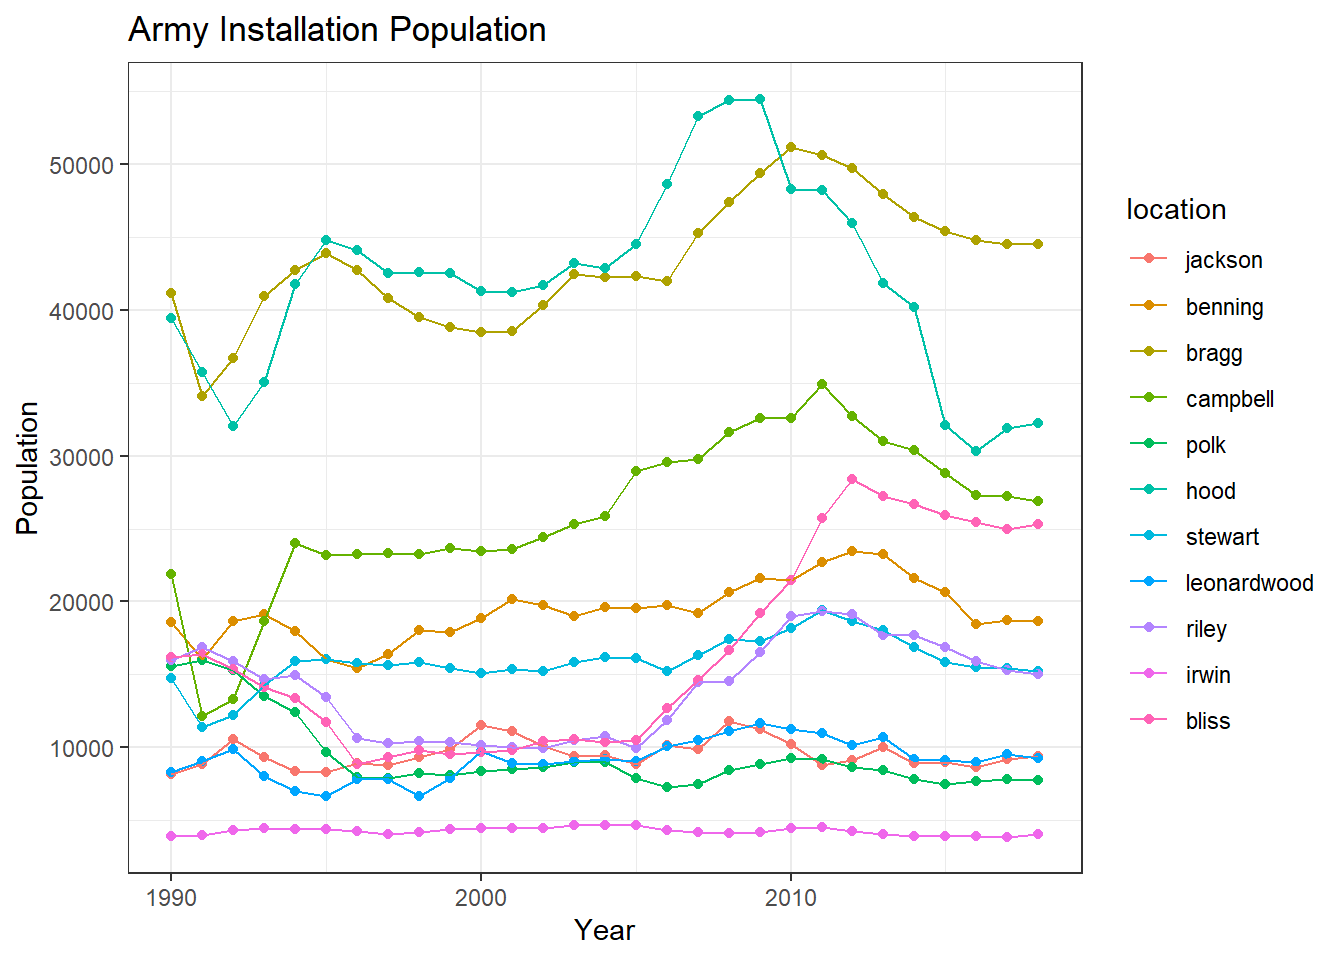 Army Installation Population
Population
50000
40000
30000
20000
10000
1990 2000 2010
Year
location
jackson
benning
bragg
campbell
polk
hood
stewart
leonardwood
riley
irwin
bliss